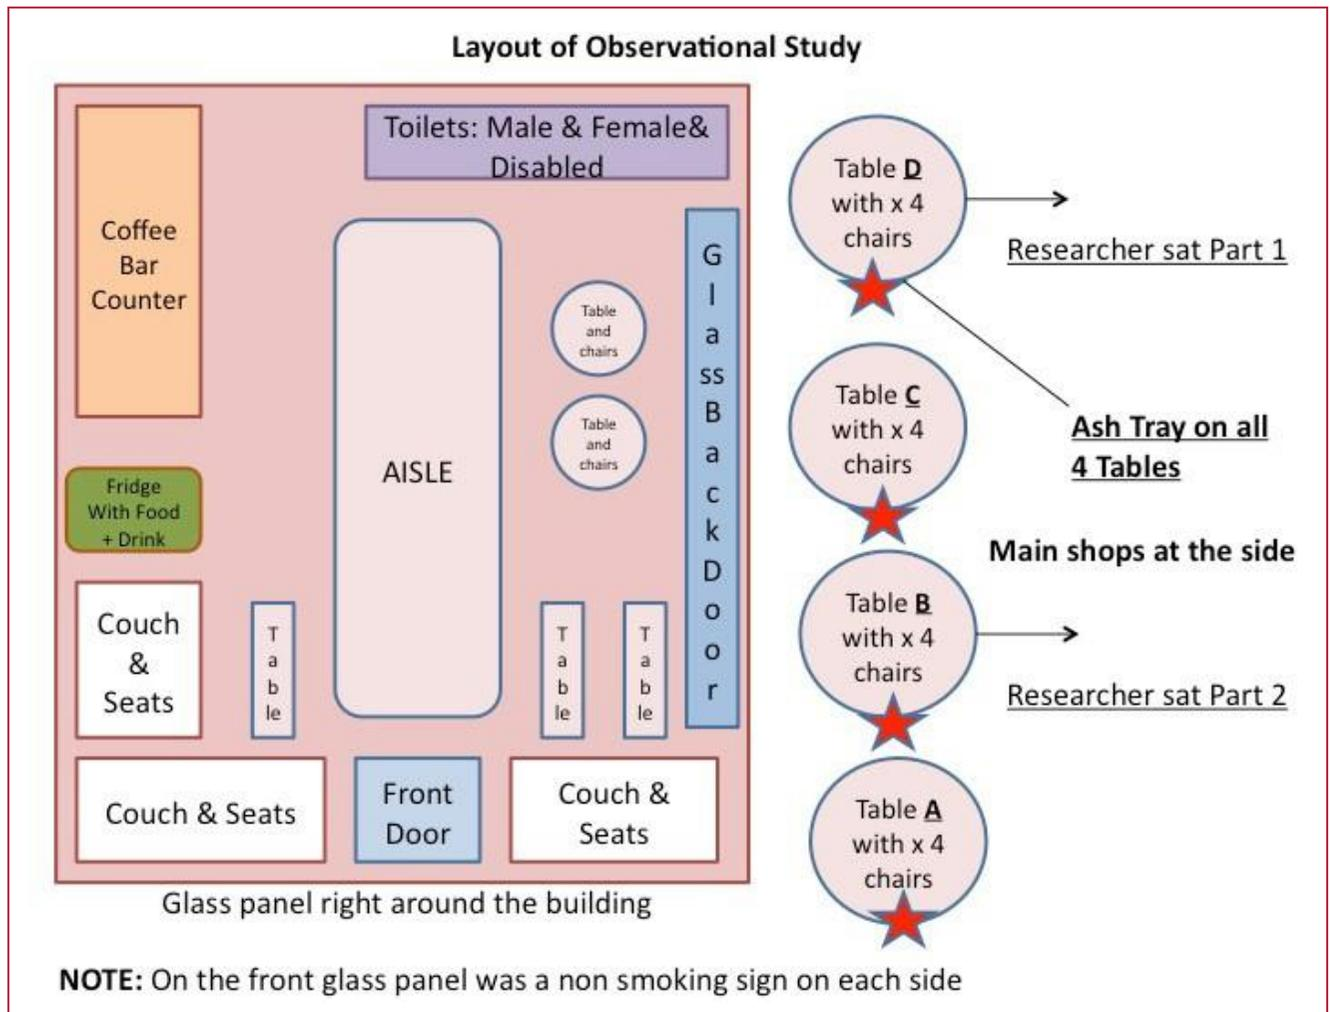 Layout of Observational Study
Toilets: Male & Female&
Disabled
Coffee
Bar
Counter
AISLE
Table
and
chairs
Table
and
chairs
G
l
a
ss
B
a
c
k
D
o
o
r
Fridge
With Food
+ Drink
Couch
&
Seats
T
a
b
le
T
a
b
le
T
a
b
le
Couch & Seats
Front
Door
Couch &
Seats
Glass panel right around the building
Table D
with x 4
chairs
Researcher sat Part 1
Table C
with x 4
chairs
Ash Tray on all
4 Tables
Main shops at the side
Table B
with x 4
chairs
Researcher sat Part 2
Table A
with x 4
chairs
NOTE: On the front glass panel was a non smoking sign on each side